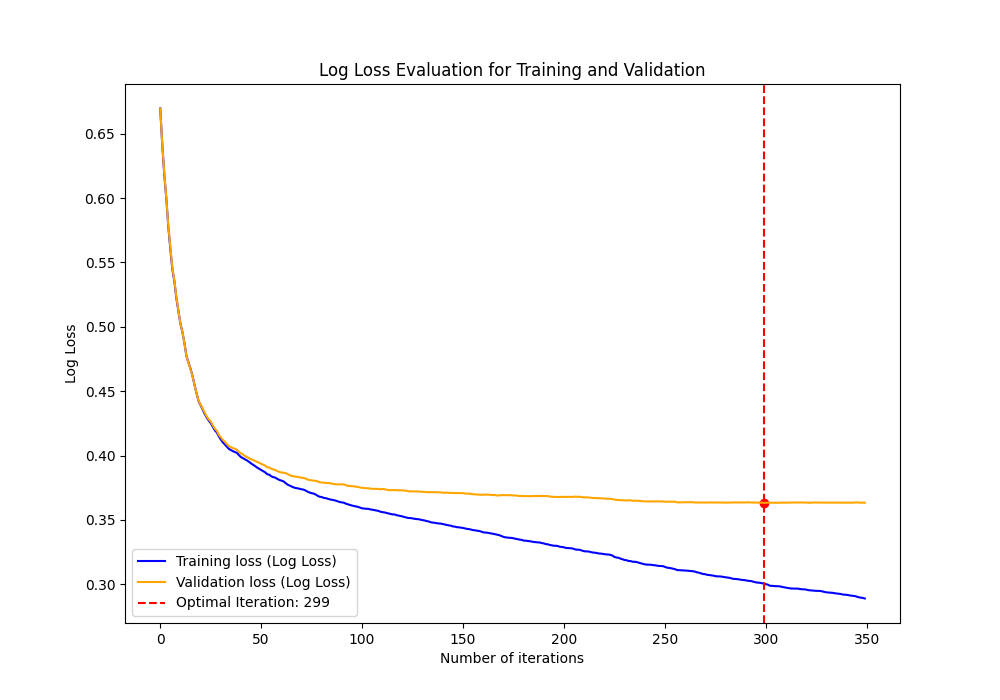 Log Loss Evaluation for Training and Validation
0.65
0.60
0.55
0.50
0.45
0.40
0.35
0.30
Log Loss
Training loss (Log Loss)
Validation loss (Log Loss)
Optimal Iteration: 299
0 50 100 150 200 250 300 350
Number of iterations